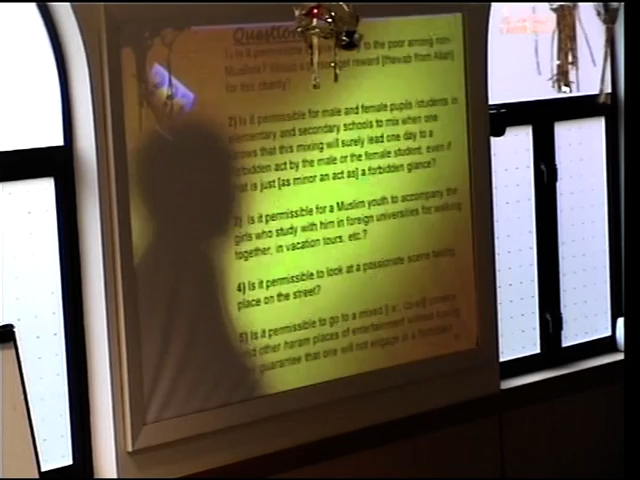 Questions
1) Is it permissible to the poor among non-
Muslims? get reward [thawab from Allah]
for this charity?
2) Is it permissible for male and female pupils /students in
elementary and secondary schools to mix when one
knows that this mixing will surely lead one day to a
forbidden act by the male or the female student, even if
that is just [as minor an act as] a forbidden glance?
3) Is it permissible for a Muslim youth to accompany the
girls who study with him in foreign universities for walking
together, in vacation tours, etc.?
4) Is it permissible to look at a passionate scene taking
place on the street?
5) Is it permissible to go to a mixed
and other haram places of entertainment without having
guarantee that one will not engage in a